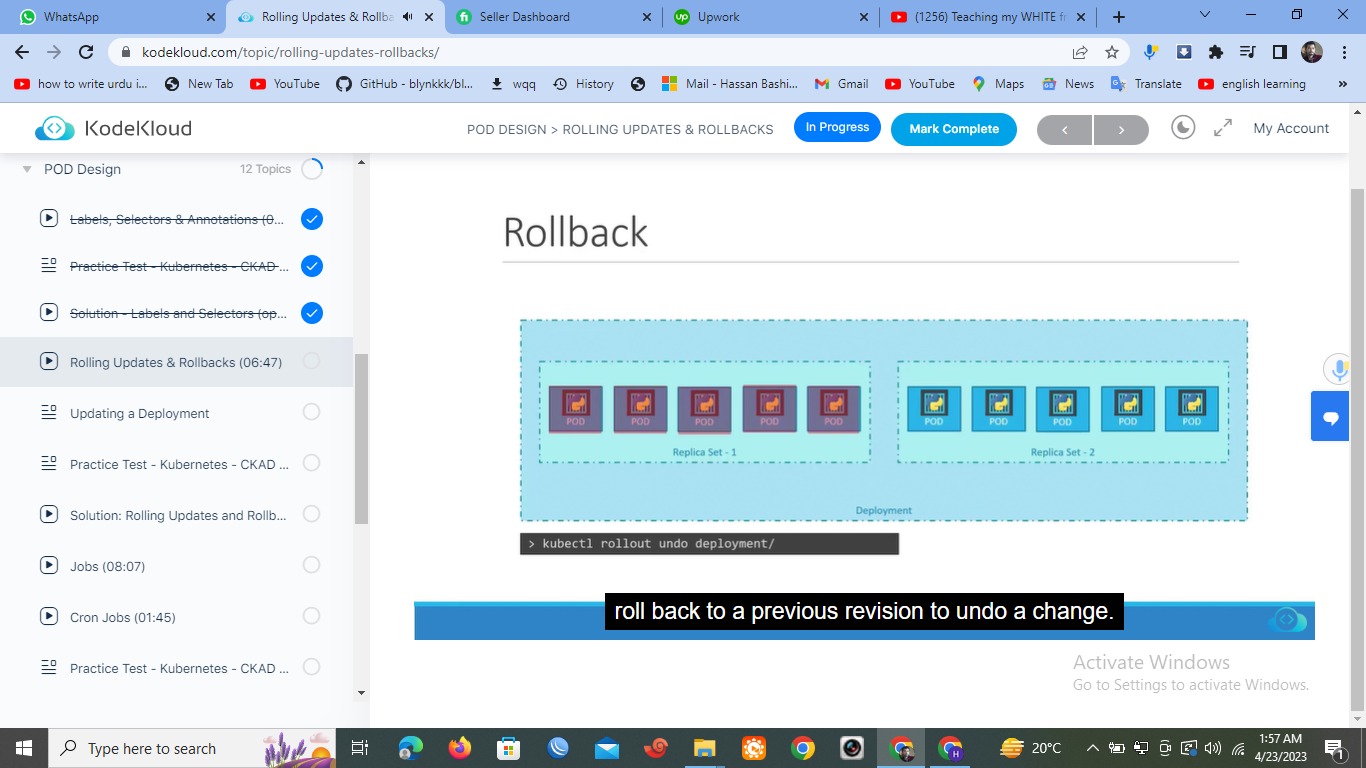 WhatsApp
Rolling Updates & Rollba
Seller Dashboard
Upwork
(1256) Teaching my WHITE fr
kodekloud.com/topic/rolling-updates-rollbacks/
how to write urdu i...
New Tab
YouTube
GitHub - blynkkk/bl...
wqq
History
Mail - Hassan Bashi...
Gmail
YouTube
Maps
News
Translate
english learning
»
KodeKloud
POD DESIGN > ROLLING UPDATES & ROLLBACKS
In Progress
Mark Complete
My Account
POD Design
12 Topics
Labels, Selectors & Annotations (0...
Practice Test - Kubernetes - CKAD ...
Solution - Labels and Selectors (op...
Rolling Updates & Rollbacks (06:47)
Updating a Deployment
Practice Test - Kubernetes - CKAD ...
Solution: Rolling Updates and Rollb...
Jobs (08:07)
Cron Jobs (01:45)
Practice Test - Kubernetes - CKAD ...
Rollback
POD POD POD POD POD
Replica Set - 1
POD POD POD POD POD
Replica Set - 2
Deployment
> kubectl rollout undo deployment/
roll back to a previous revision to undo a change.
Activate Windows
Go to Settings to activate Windows.
Type here to search
20°C
1:57 AM
4/23/2023
1